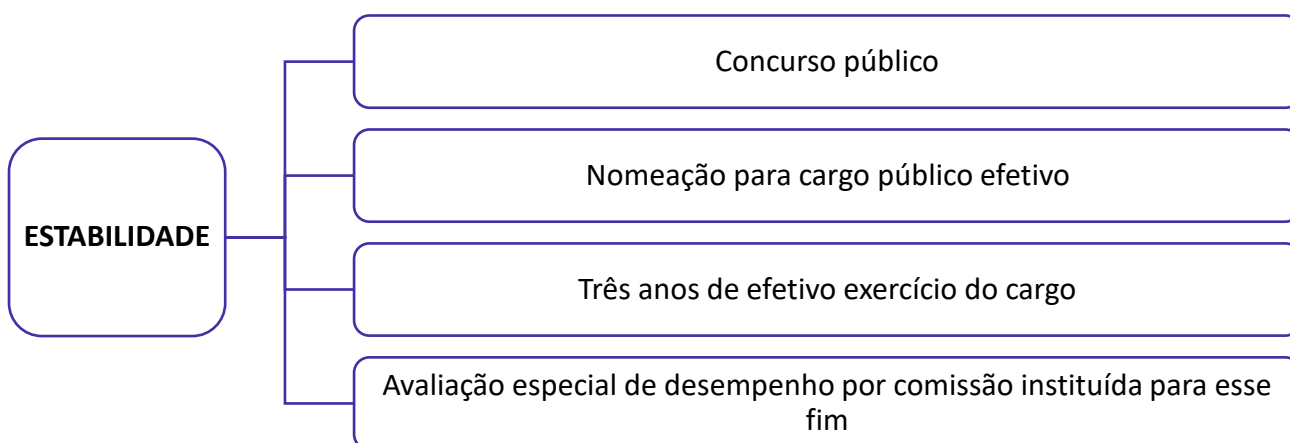 Concurso público
Nomeação para cargo público efetivo
ESTABILIDADE
Três anos de efetivo exercício do cargo
Avaliação especial de desempenho por comissão instituída para esse
fim